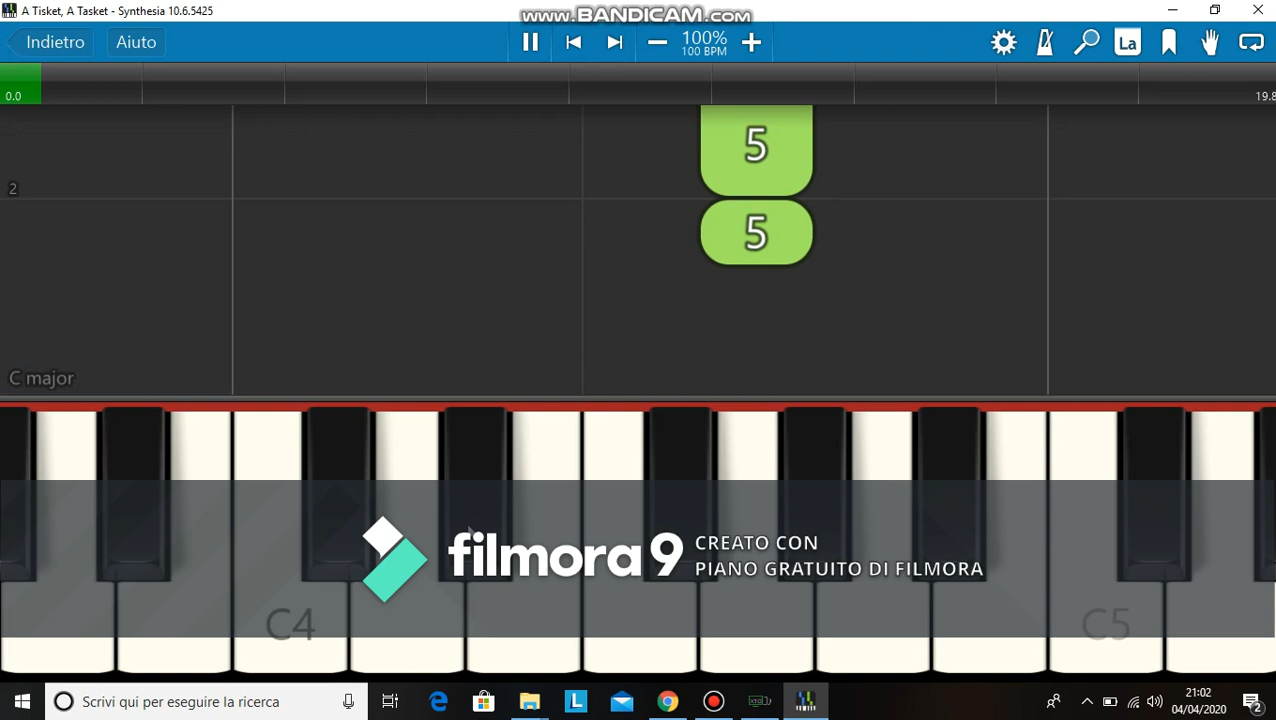 A Tisket, A Tasket - Synthesia 10.6.5425
www.BANDICAM.com
Indietro
Aiuto
100%
100 BPM
La
0.0
19.8
5
2
5
C major
filmora9
CREATO CON
PIANO GRATUITO DI FILMORA
C4
C5
Scrivi qui per eseguire la ricerca
L
21:02
04/04/2020
2